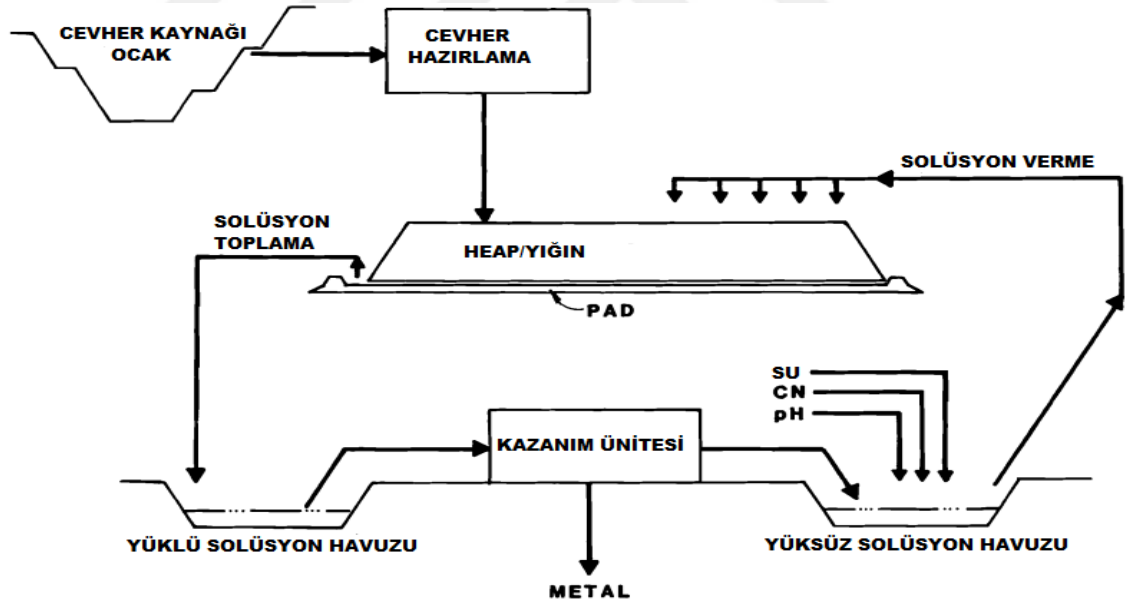 CEVHER KAYNAĞI
OCAK
CEVHER
HAZIRLAMA
SOLÜSYON VERME
SOLÜSYON
TOPLAMA
HEAP/YIĞIN
PAD
SU
CN
pH
KAZANIM ÜNİTESİ
YÜKLÜ SOLÜSYON HAVUZU
YÜKSÜZ SOLÜSYON HAVUZU
METAL